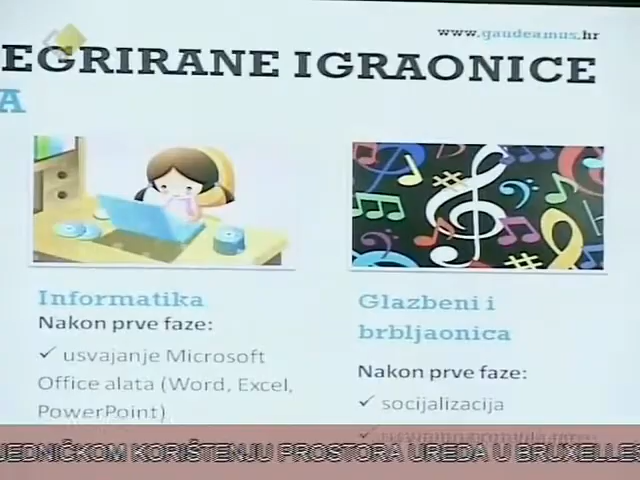 www.gaudeamus.hr
EGRIRANE IGRAONICE
A
Informatika
Nakon prve faze:
✓ usvajanje Microsoft
Office alata (Word, Excel,
PowerPoint)
Glazbeni i
brbljaonica
Nakon prve faze:
✓ socijalizacija
JEDNIČKOM KORIŠTENJU PROSTORA UREDA U BRUXELLES